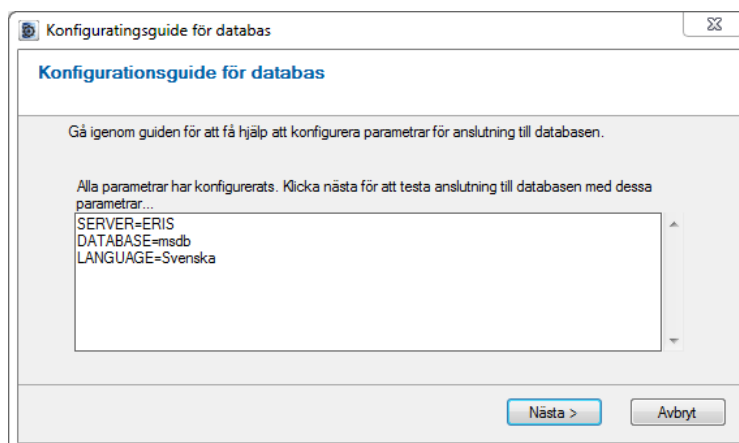 Konfiguratingsguide för databas
Konfigurationsguide för databas
Gå igenom guiden för att få hjälp att konfigurera parametrar för anslutning till databasen.
Alla parametrar har konfigurerats. Klicka nästa för att testa anslutning till databasen med dessa
parametrar...
SERVER=ERIS
DATABASE=msdb
LANGUAGE=Svenska
Nästa >
Avbryt